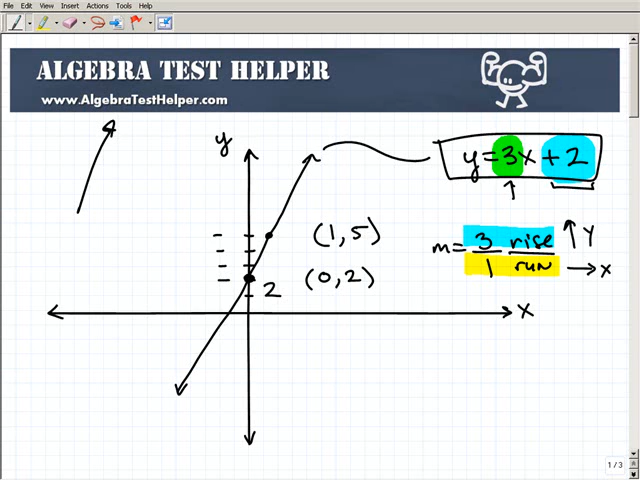 File Edit View Insert Actions Tools Help
ALGEBRA TEST HELPER
www.AlgebraTestHelper.com
y
y=3x+2
(1,5)
m= 3/1 rise/run ↑Y →X
(0,2)
2
X
1/3